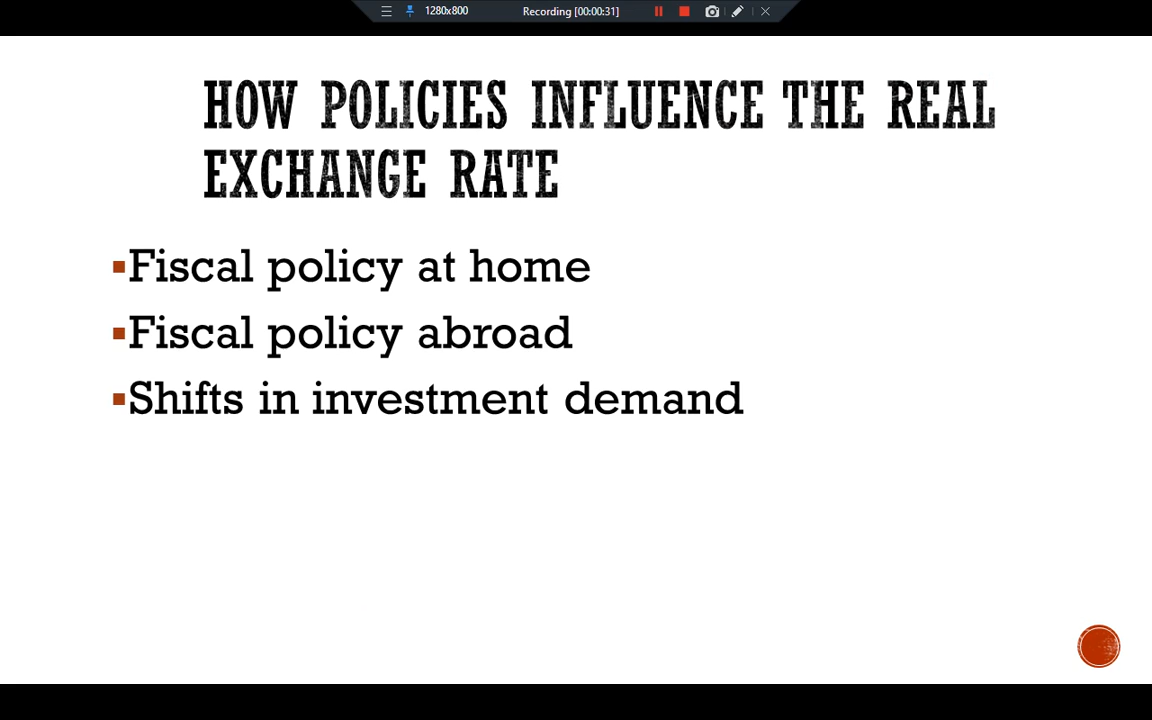 1280x800 Recording [00:00:31]
HOW POLICIES INFLUENCE THE REAL
EXCHANGE RATE
Fiscal policy at home
Fiscal policy abroad
Shifts in investment demand